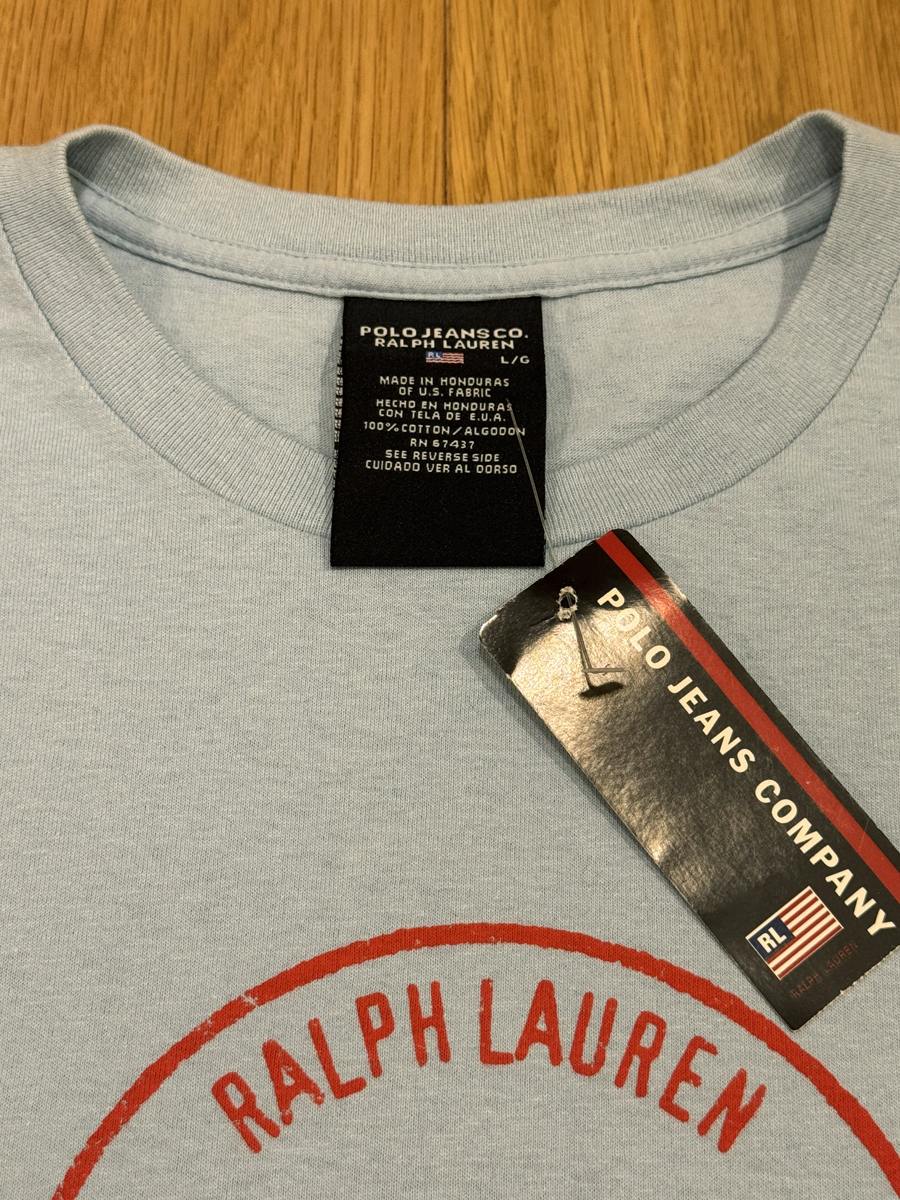 POLO JEANS CO.
RALPH LAUREN
RL
L/G
MADE IN HONDURAS
OF U.S. FABRIC
HECHO EN HONDURAS
CON TELA DE E.U.A.
100% COTTON/ALGODON
RN 67437
SEE REVERSE SIDE
CUIDADO VER AL DORSO
POLO JEANS COMPANY
RL
RALPH LAUREN
RALPH LAUREN